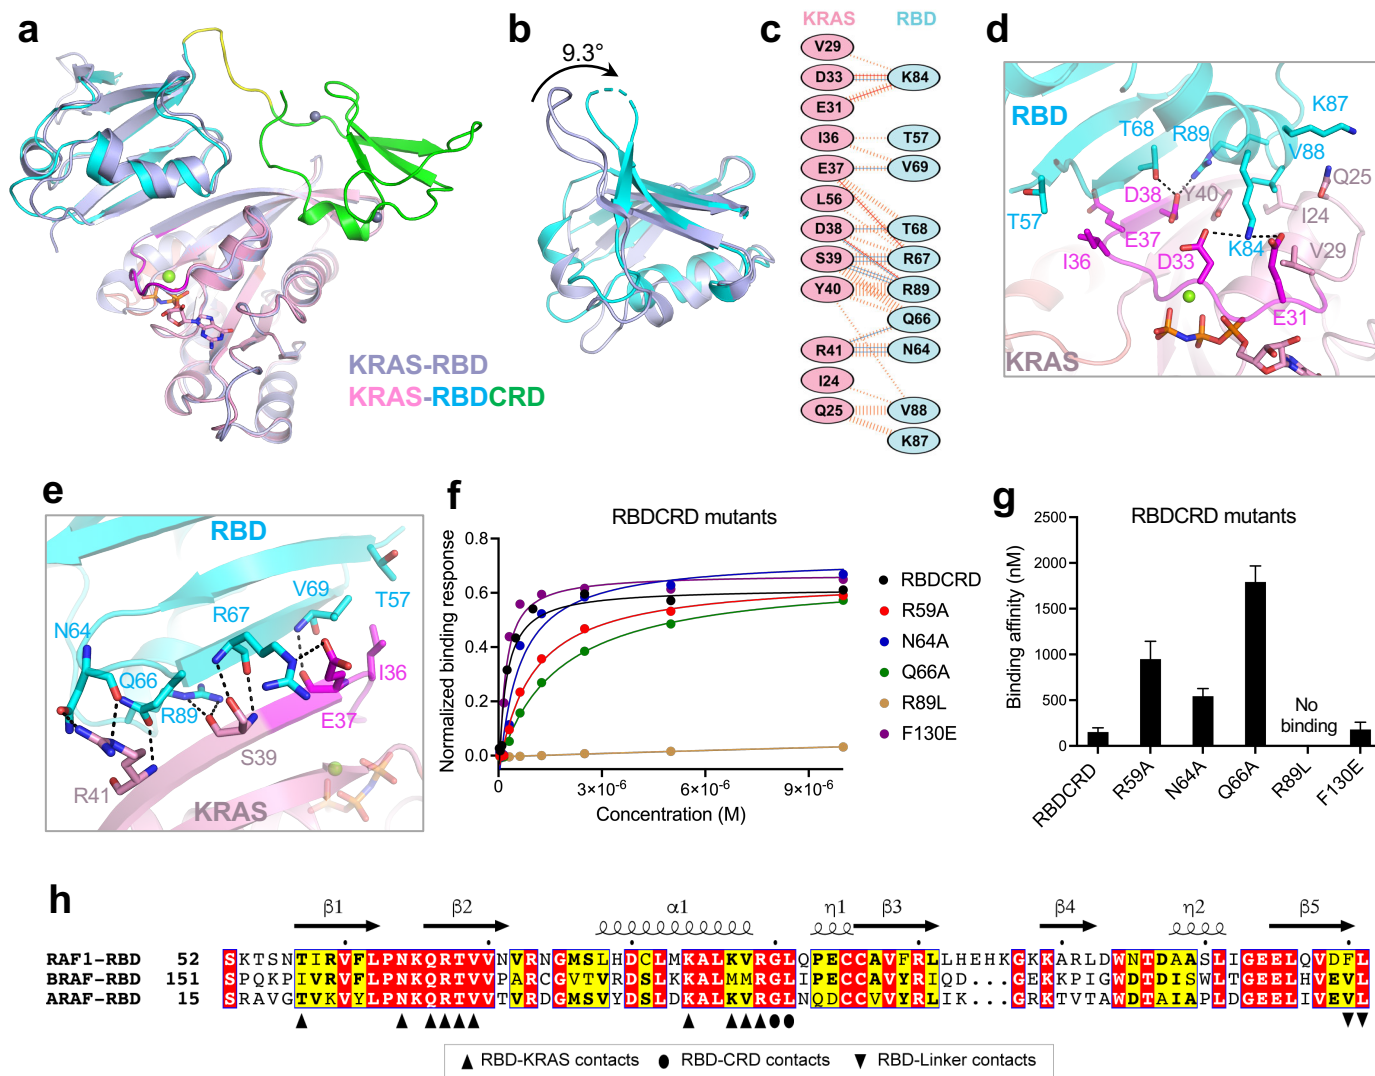 a
KRAS-RBD
KRAS-RBDCRD
b
9.3°
c
KRAS RBD
V29
D33 K84
E31
I36 T57
E37 V69
L56
D38 T68
S39 R67
Y40 R89
Q66
R41 N64
I24
Q25 V88
K87
d
RBD
K87
T68 R89
V88
Q25
D38 Y40
T57
I24
E37
K84
V29
I36 D33
E31
KRAS
e
RBD
V69 T57
R67
N64
Q66
I36
R89
E37
S39
R41
KRAS
f
RBDCRD mutants
Normalized binding response
0.8
0.6
0.4
0.2
0.0
3×10-6 6×10-6 9×10-6
Concentration (M)
RBDCRD
R59A
N64A
Q66A
R89L
F130E
g
RBDCRD mutants
Binding affinity (nM)
2500
2000
1500
1000
500
0
No
binding
RBDCRD R59A N64A Q66A R89L F130E
h
β1 β2 α1 η1 β3 β4 η2 β5
RAF1-RBD 52 SKTSNTIRVFLPNKQRTVVNVRNGMSLHDCLMKALKVRGLQPECCAVFRLLHEHKGKKARLDWNTDAASLIGEELQVDFL
BRAF-RBD 151 SPQKPIVRVFLPNKQRTVVPARCGVTVRDSLKKALMMRGLIPECCAVYRIQD...GEKKPIGWDTDISWLTGEELHVEVL
ARAF-RBD 15 SRAVGTVKVYLPNKQRTVVTVRDGMSVYDSLDKALKVRGLNQDCCVVYRLIK...GRKTVTAWDTAIAPLDGEELIVEVL
RBD-KRAS contacts RBD-CRD contacts RBD-Linker contacts